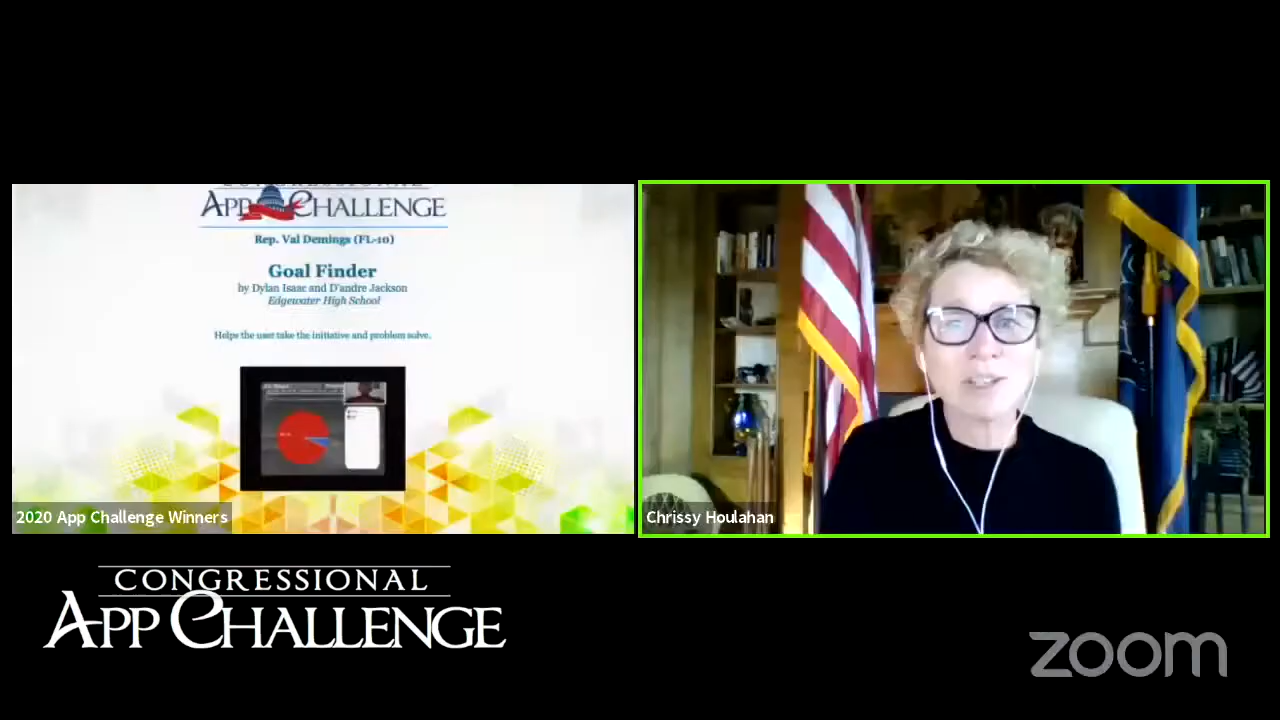 APP CHALLENGE
Rep. Val Demings (FL-10)
Goal Finder
by Dylan Isaac and D'andre Jackson
Edgewater High School
Helps the user take the initiative and problem solve.
2020 App Challenge Winners
Chrissy Houlahan
CONGRESSIONAL
APP CHALLENGE
zoom